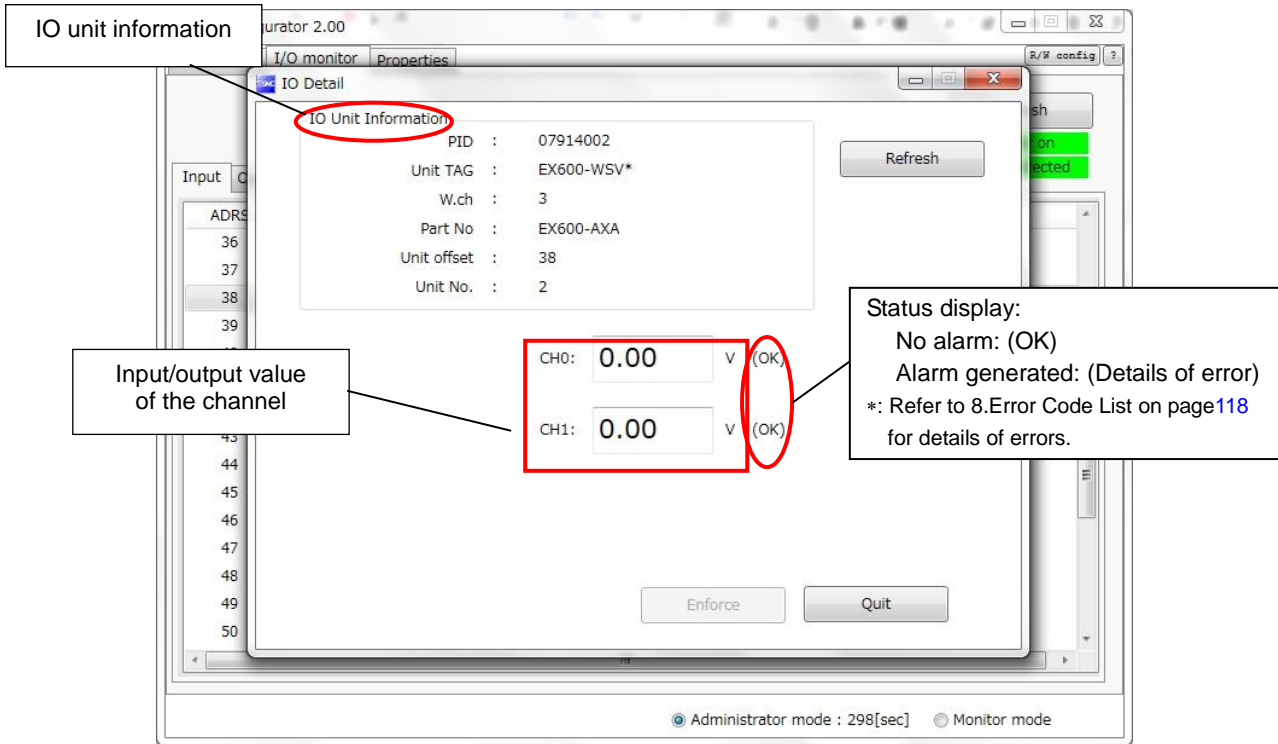 IO unit information
urator 2.00
I/O monitor Properties
R/W config ?
IO Detail
IO Unit Information
PID : 07914002
Unit TAG : EX600-WSV*
W.ch : 3
Part No : EX600-AXA
Unit offset : 38
Unit No. : 2
Refresh
sh
on
ected
Input
ADRS
36
37
38
39
Status display:
No alarm: (OK)
Alarm generated: (Details of error)
*: Refer to 8.Error Code List on page118
for details of errors.
Input/output value
of the channel
CH0: 0.00 V (OK)
CH1: 0.00 V (OK)
43
44
45
46
47
48
49
50
Enforce Quit
Administrator mode : 298[sec] Monitor mode